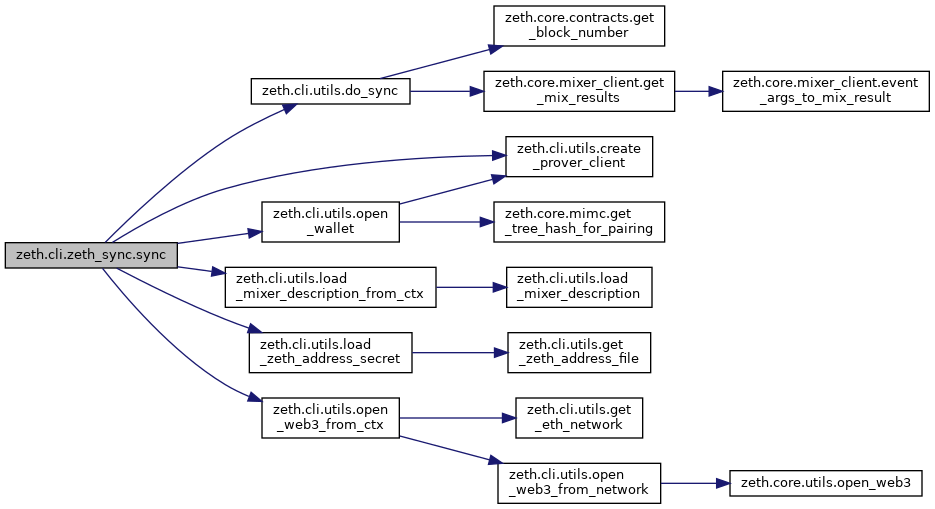 zeth.core.contracts.get
_block_number
zeth.cli.utils.do_sync
zeth.core.mixer_client.get
_mix_results
zeth.core.mixer_client.event
_args_to_mix_result
zeth.cli.utils.create
_prover_client
zeth.cli.utils.open
_wallet
zeth.core.mimc.get
_tree_hash_for_pairing
zeth.cli.zeth_sync.sync
zeth.cli.utils.load
_mixer_description_from_ctx
zeth.cli.utils.load
_mixer_description
zeth.cli.utils.load
_zeth_address_secret
zeth.cli.utils.get
_zeth_address_file
zeth.cli.utils.open
_web3_from_ctx
zeth.cli.utils.get
_eth_network
zeth.cli.utils.open
_web3_from_network
zeth.core.utils.open_web3